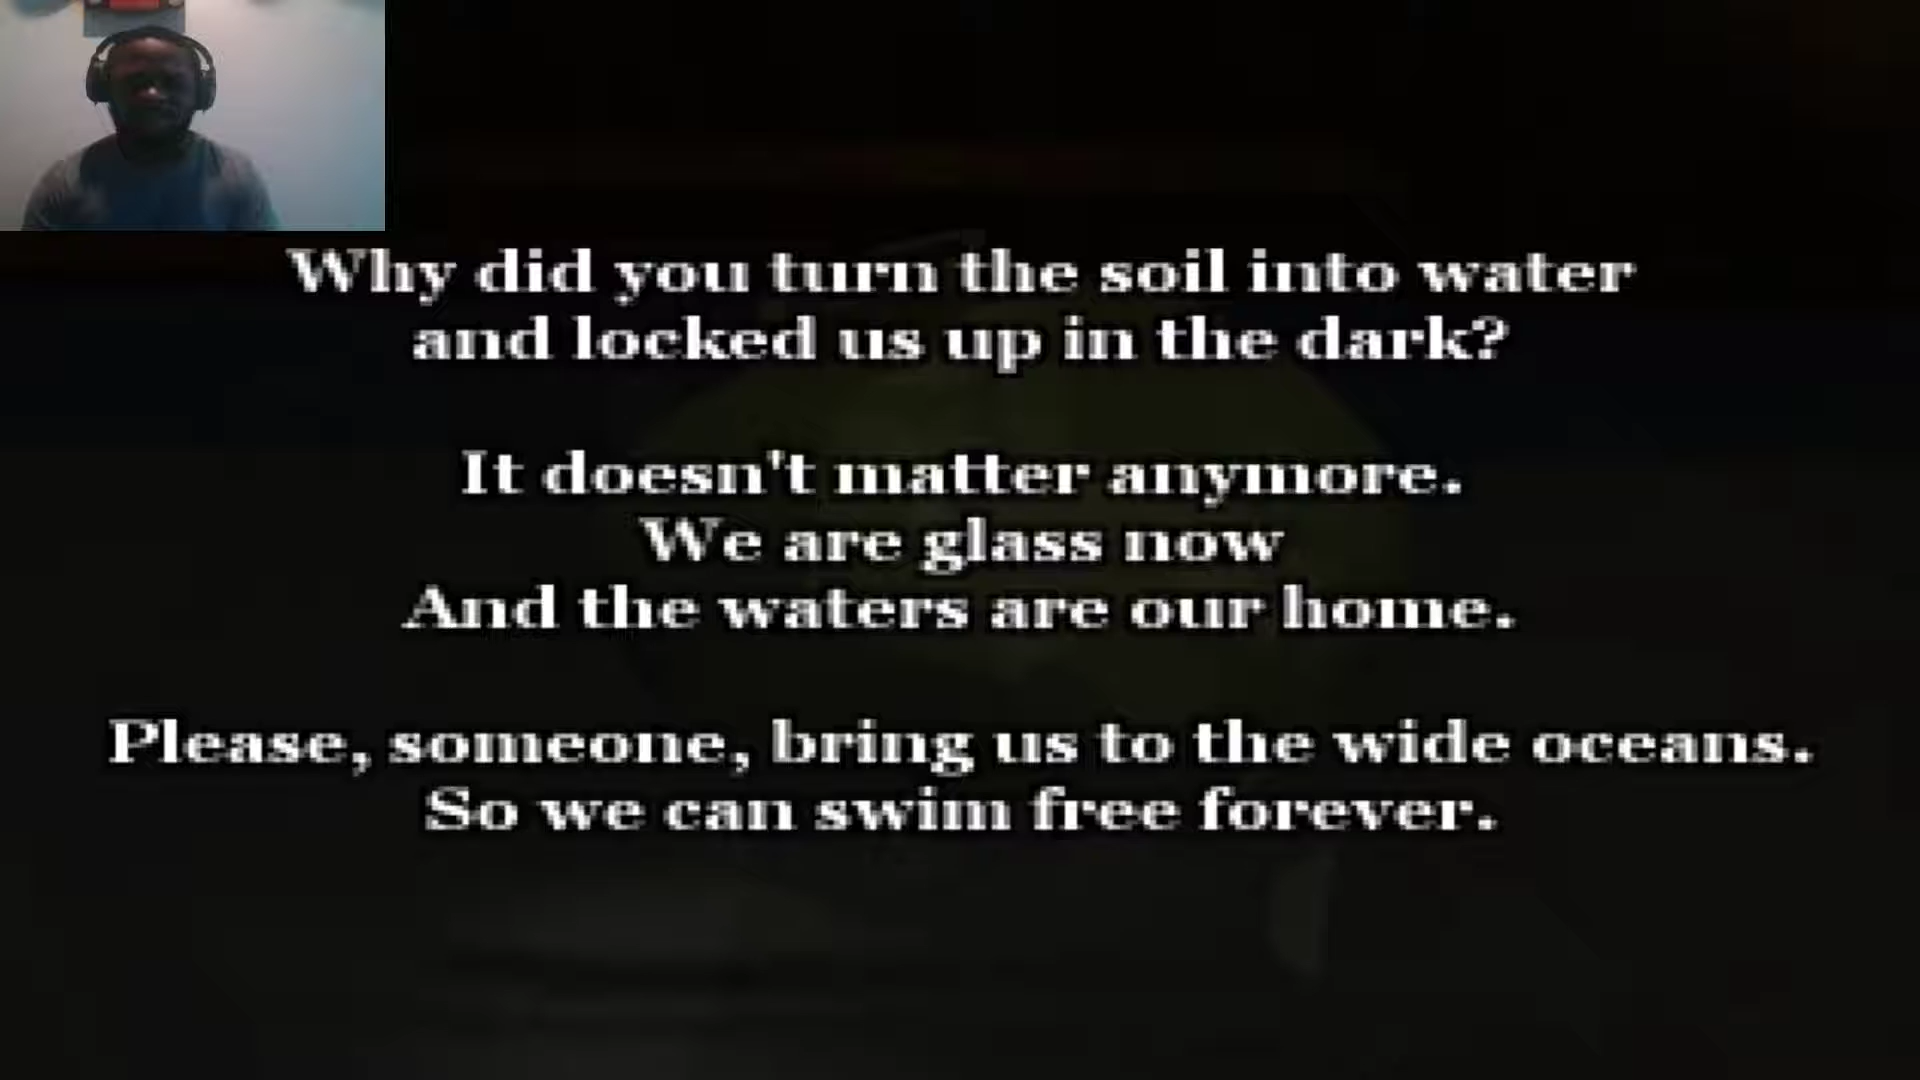 Why did you turn the soil into water
and locked us up in the dark?
It doesn't matter anymore.
We are glass now
And the waters are our home.
Please, someone, bring us to the wide oceans.
So we can swim free forever.